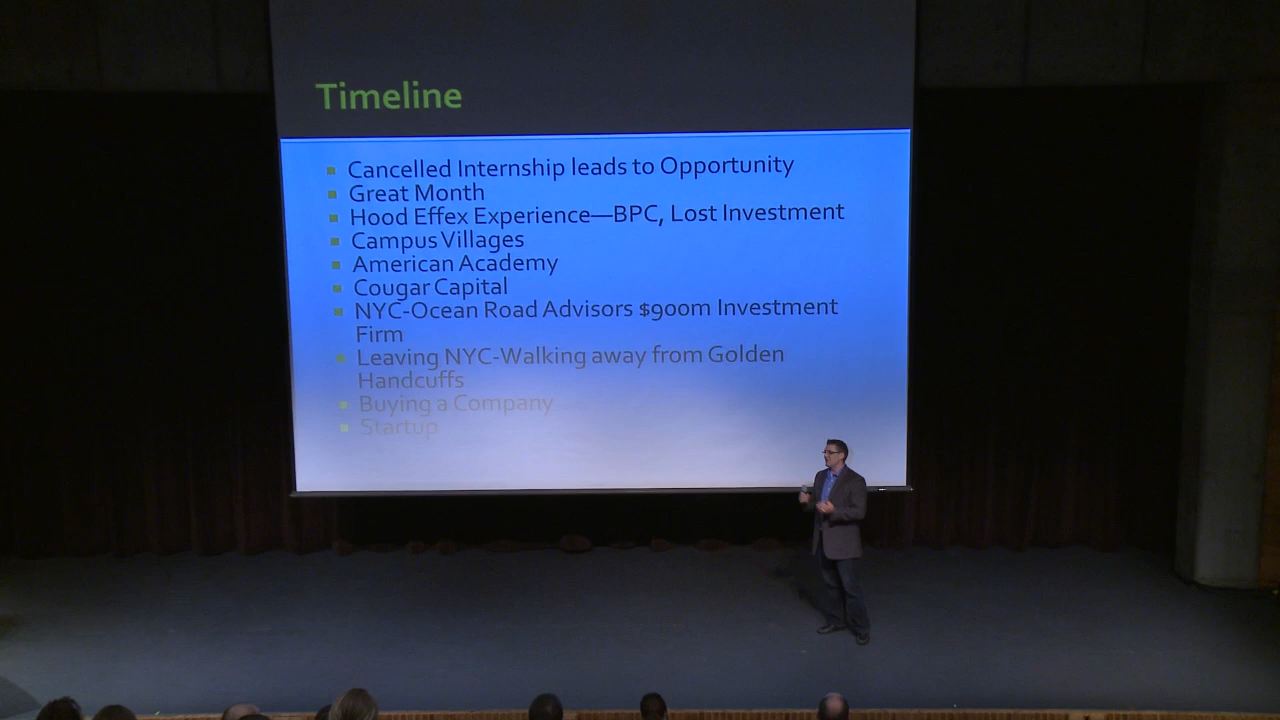 Timeline
Cancelled Internship leads to Opportunity
Great Month
Hood Effex Experience—BPC, Lost Investment
Campus Villages
American Academy
Cougar Capital
NYC-Ocean Road Advisors $900m Investment
Firm
Leaving NYC-Walking away from Golden
Handcuffs
Buying a Company
Startup